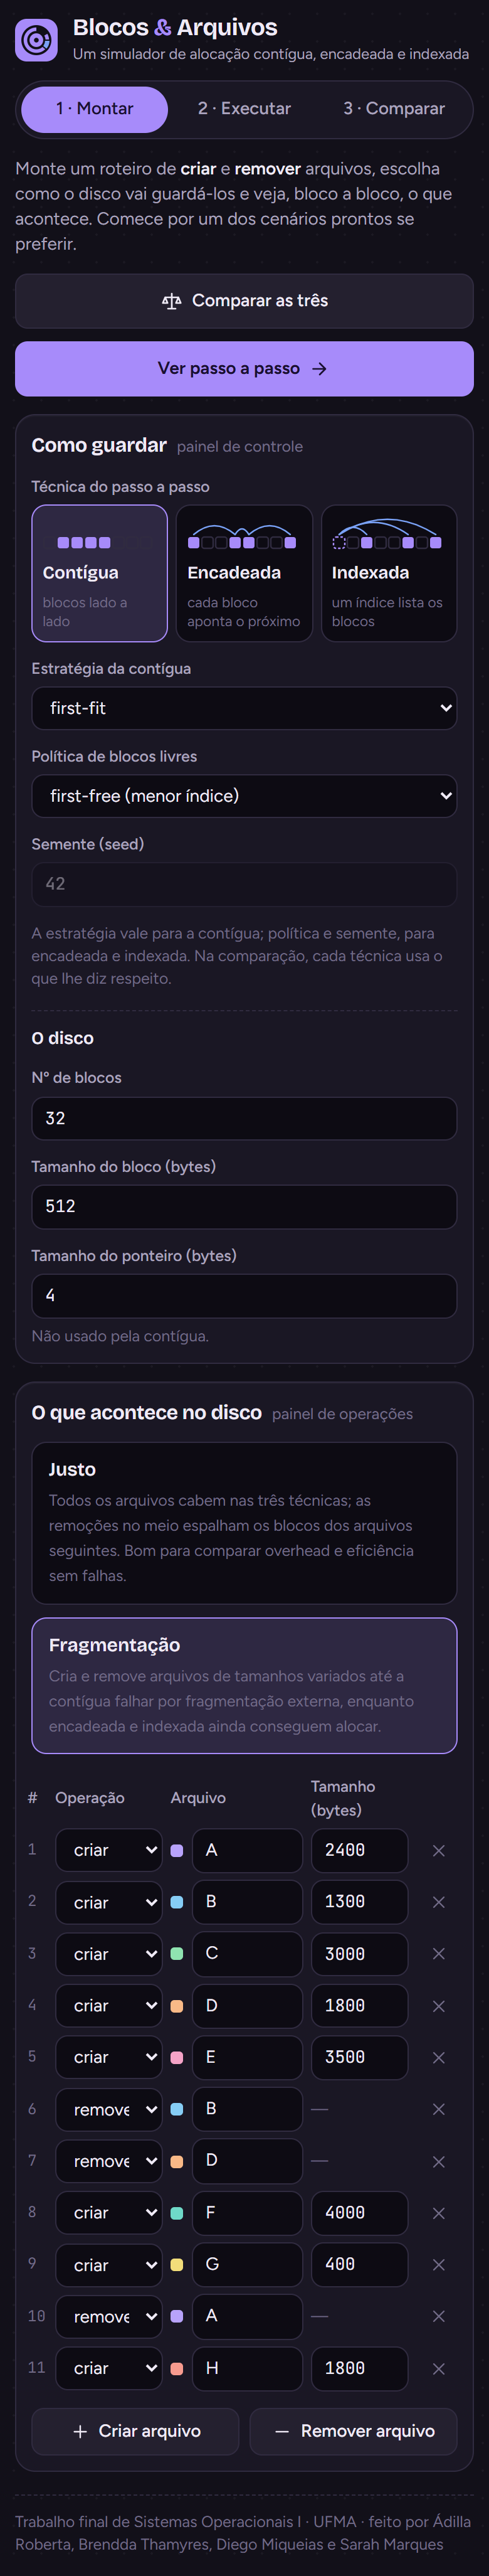 Blocos & Arquivos
Um simulador de alocação contígua, encadeada e indexada
1 · Montar
2 · Executar
3 · Comparar
Monte um roteiro de criar e remover arquivos, escolha
como o disco vai guardá-los e veja, bloco a bloco, o que
acontece. Comece por um dos cenários prontos se
preferir.
Comparar as três
Ver passo a passo →
Como guardar painel de controle
Técnica do passo a passo
Contígua
blocos lado a
lado
Encadeada
cada bloco
aponta o próximo
Indexada
um índice lista os
blocos
Estratégia da contígua
first-fit
Política de blocos livres
first-free (menor índice)
Semente (seed)
42
A estratégia vale para a contígua; política e semente, para
encadeada e indexada. Na comparação, cada técnica usa o
que lhe diz respeito.
O disco
Nº de blocos
32
Tamanho do bloco (bytes)
512
Tamanho do ponteiro (bytes)
4
Não usado pela contígua.
O que acontece no disco painel de operações
Justo
Todos os arquivos cabem nas três técnicas; as
remoções no meio espalham os blocos dos arquivos
seguintes. Bom para comparar overhead e eficiência
sem falhas.
Fragmentação
Cria e remove arquivos de tamanhos variados até a
contígua falhar por fragmentação externa, enquanto
encadeada e indexada ainda conseguem alocar.
# Operação Arquivo Tamanho
(bytes)
1 criar A 2400 ×
2 criar B 1300 ×
3 criar C 3000 ×
4 criar D 1800 ×
5 criar E 3500 ×
6 remove B — ×
7 remove D — ×
8 criar F 4000 ×
9 criar G 400 ×
10 remove A — ×
11 criar H 1800 ×
+ Criar arquivo
− Remover arquivo
Trabalho final de Sistemas Operacionais I · UFMA · feito por Ádilla
Roberta, Brendda Thamyres, Diego Miqueias e Sarah Marques